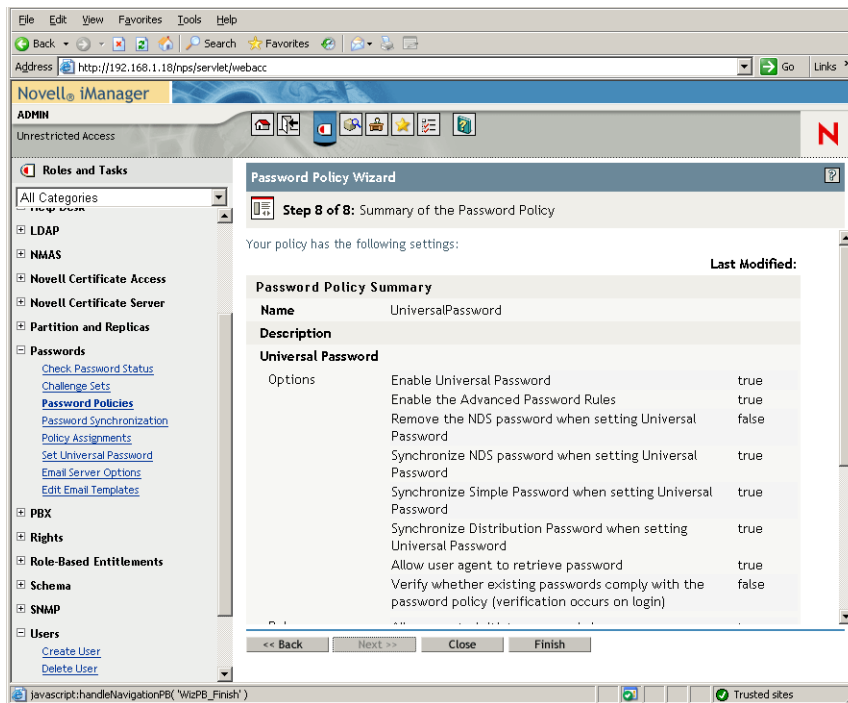 File Edit View Favorites Tools Help
Back Search Favorites
Address http://192.168.1.18/nps/servlet/webacc Go Links »
Novell® iManager
ADMIN
Unrestricted Access
N
Roles and Tasks
All Categories
Help Desk
LDAP
NMAS
Novell Certificate Access
Novell Certificate Server
Partition and Replicas
Passwords
Check Password Status
Challenge Sets
Password Policies
Password Synchronization
Policy Assignments
Set Universal Password
Email Server Options
Edit Email Templates
PBX
Rights
Role-Based Entitlements
Schema
SNMP
Users
Create User
Delete User
Password Policy Wizard ?
Step 8 of 8: Summary of the Password Policy
Your policy has the following settings:
Last Modified:
Password Policy Summary
Name UniversalPassword
Description
Universal Password
Options Enable Universal Password true
Enable the Advanced Password Rules true
Remove the NDS password when setting Universal false
Password
Synchronize NDS password when setting Universal true
Password
Synchronize Simple Password when setting Universal true
Password
Synchronize Distribution Password when setting true
Universal Password
Allow user agent to retrieve password true
Verify whether existing passwords comply with the false
password policy (verification occurs on login)
<< Back Next >> Close Finish
javascript:handleNavigationPB( 'WizPB_Finish' ) Trusted sites